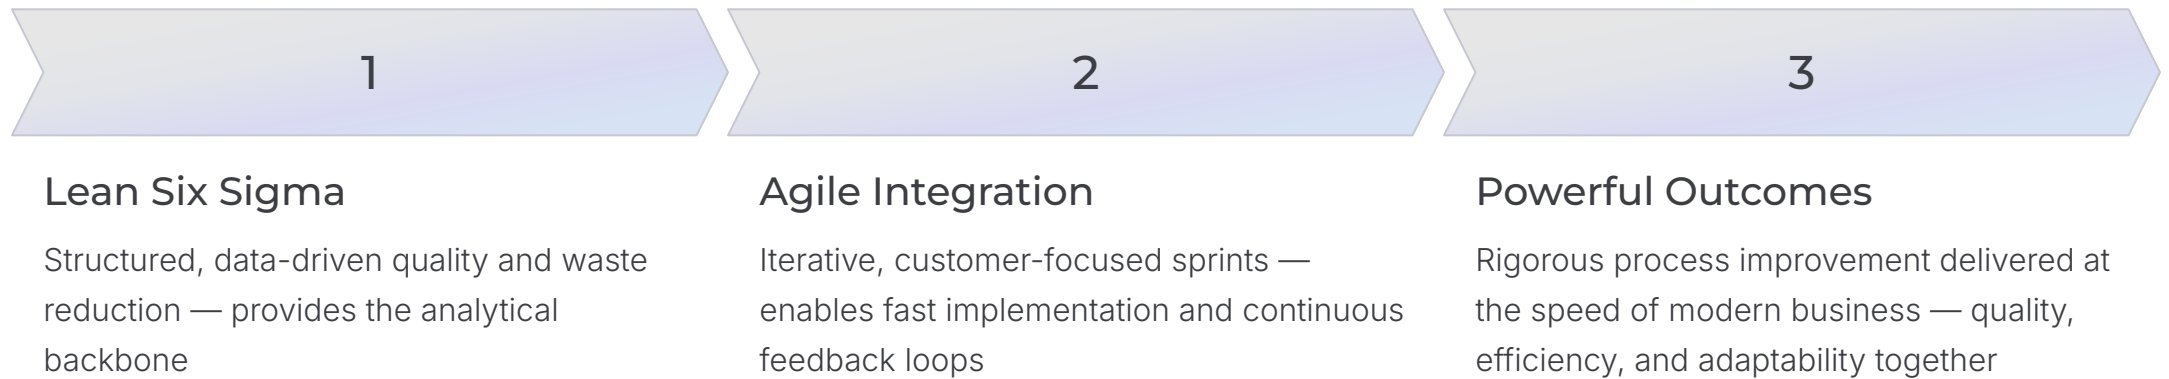 1
2
3
Lean Six Sigma
Structured, data-driven quality and waste
reduction — provides the analytical
backbone
Agile Integration
Iterative, customer-focused sprints —
enables fast implementation and continuous
feedback loops
Powerful Outcomes
Rigorous process improvement delivered at
the speed of modern business — quality,
efficiency, and adaptability together